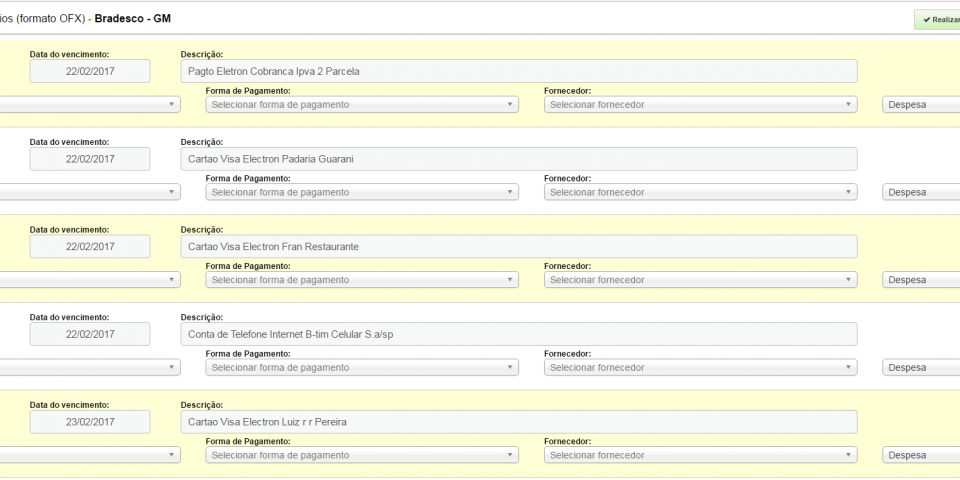 ios (formato OFX) - Bradesco - GM
Realizar
Data do vencimento: Descrição:
22/02/2017 Pagto Eletron Cobranca Ipva 2 Parcela
Forma de Pagamento: Fornecedor:
Selecionar forma de pagamento Selecionar fornecedor Despesa
Data do vencimento: Descrição:
22/02/2017 Cartao Visa Electron Padaria Guarani
Forma de Pagamento: Fornecedor:
Selecionar forma de pagamento Selecionar fornecedor Despesa
Data do vencimento: Descrição:
22/02/2017 Cartao Visa Electron Fran Restaurante
Forma de Pagamento: Fornecedor:
Selecionar forma de pagamento Selecionar fornecedor Despesa
Data do vencimento: Descrição:
22/02/2017 Conta de Telefone Internet B-tim Celular S.a/sp
Forma de Pagamento: Fornecedor:
Selecionar forma de pagamento Selecionar fornecedor Despesa
Data do vencimento: Descrição:
23/02/2017 Cartao Visa Electron Luiz r r Pereira
Forma de Pagamento: Fornecedor:
Selecionar forma de pagamento Selecionar fornecedor Despesa